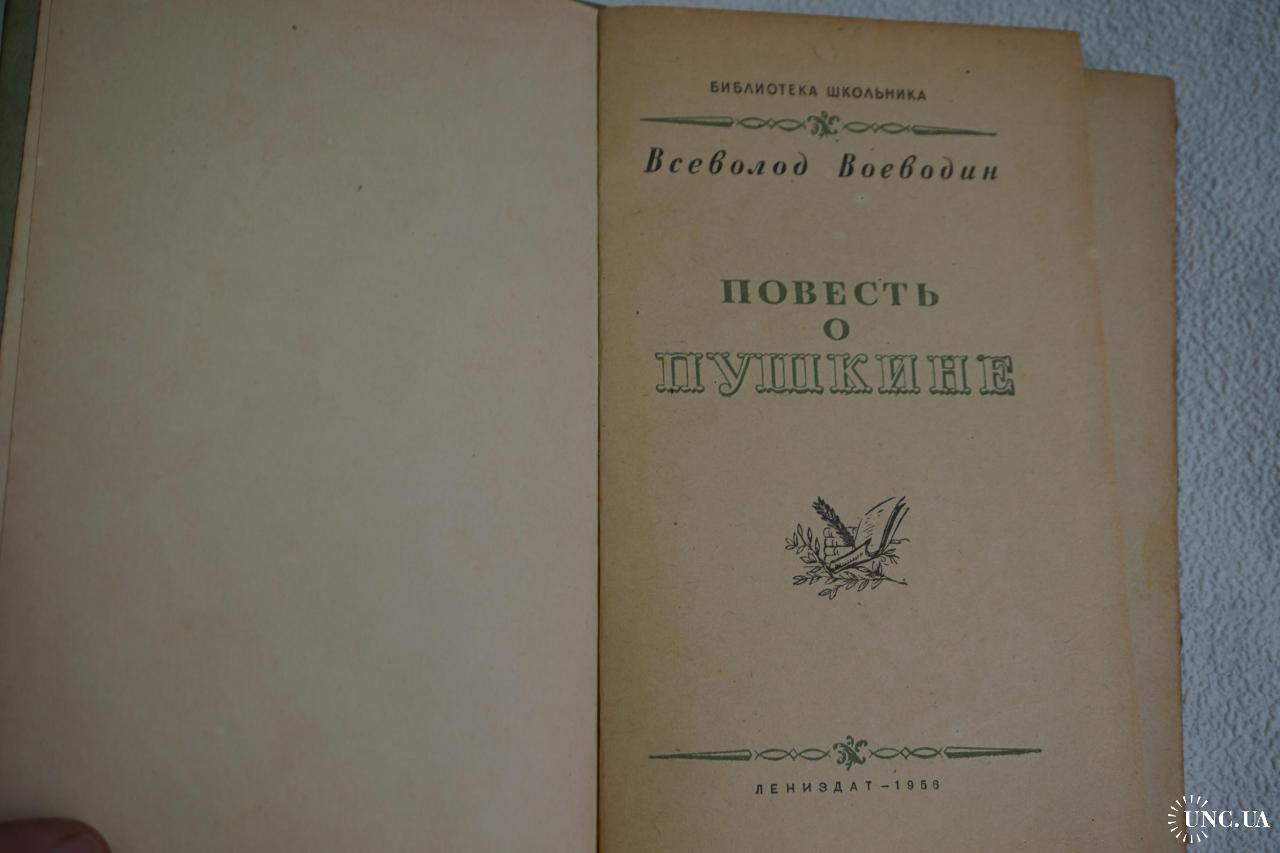 БИБЛИОТЕКА ШКОЛЬНИКА
Всеволод Воеводин
ПОВЕСТЬ
О
ПУШКИНЕ
ЛЕНИЗДАТ – 1956
UNC.UA